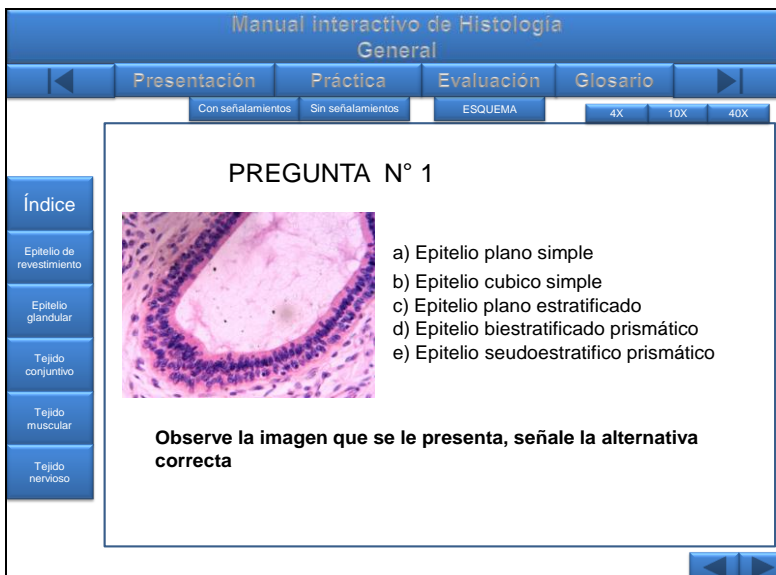 Manual interactivo de Histología
General
Presentación
Práctica
Evaluación
Glosario
Con señalamientos
Sin señalamientos
ESQUEMA
4X
10X
40X
Índice
Epitelio de
revestimiento
Epitelio
glandular
Tejido
conjuntivo
Tejido
muscular
Tejido
nervioso
PREGUNTA N° 1
a) Epitelio plano simple
b) Epitelio cubico simple
c) Epitelio plano estratificado
d) Epitelio biestratificado prismático
e) Epitelio seudoestratifico prismático
Observe la imagen que se le presenta, señale la alternativa
correcta